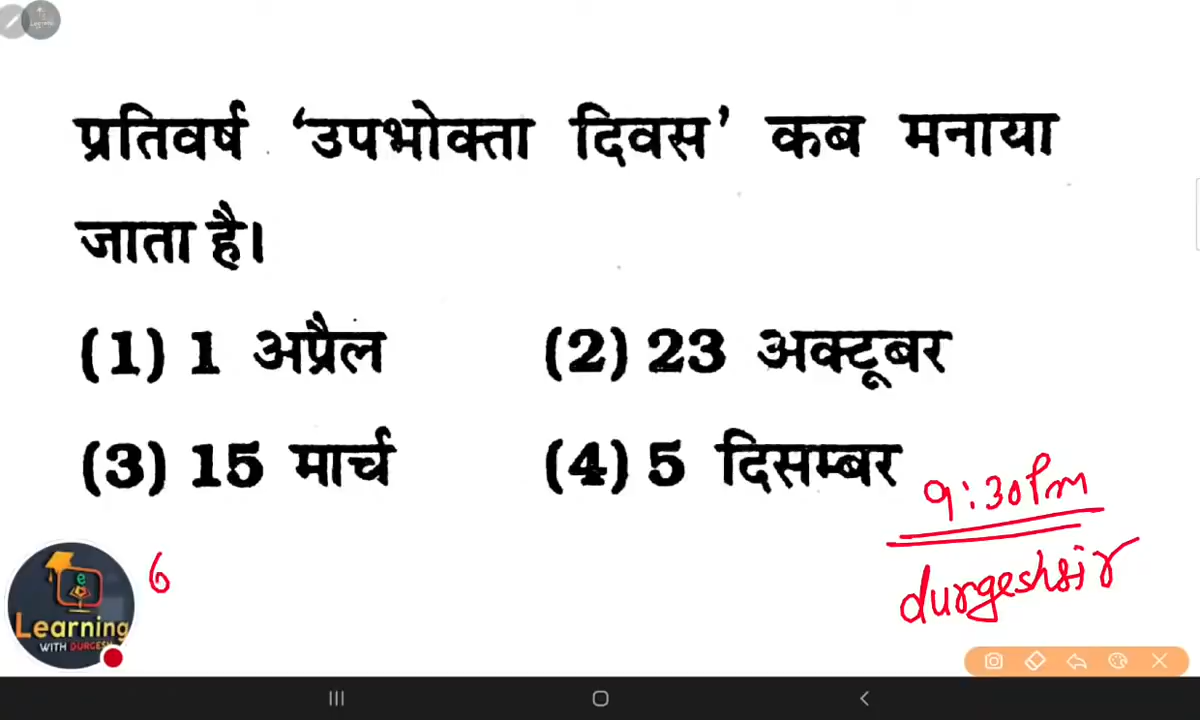 प्रतिवर्ष ‘उपभोक्ता दिवस’ कब मनाया
जाता है।
(1) 1 अप्रैल (2) 23 अक्टूबर
(3) 15 मार्च (4) 5 दिसम्बर
9:30Pm
durgeshsir
6
e
Learning
WITH DURGESH